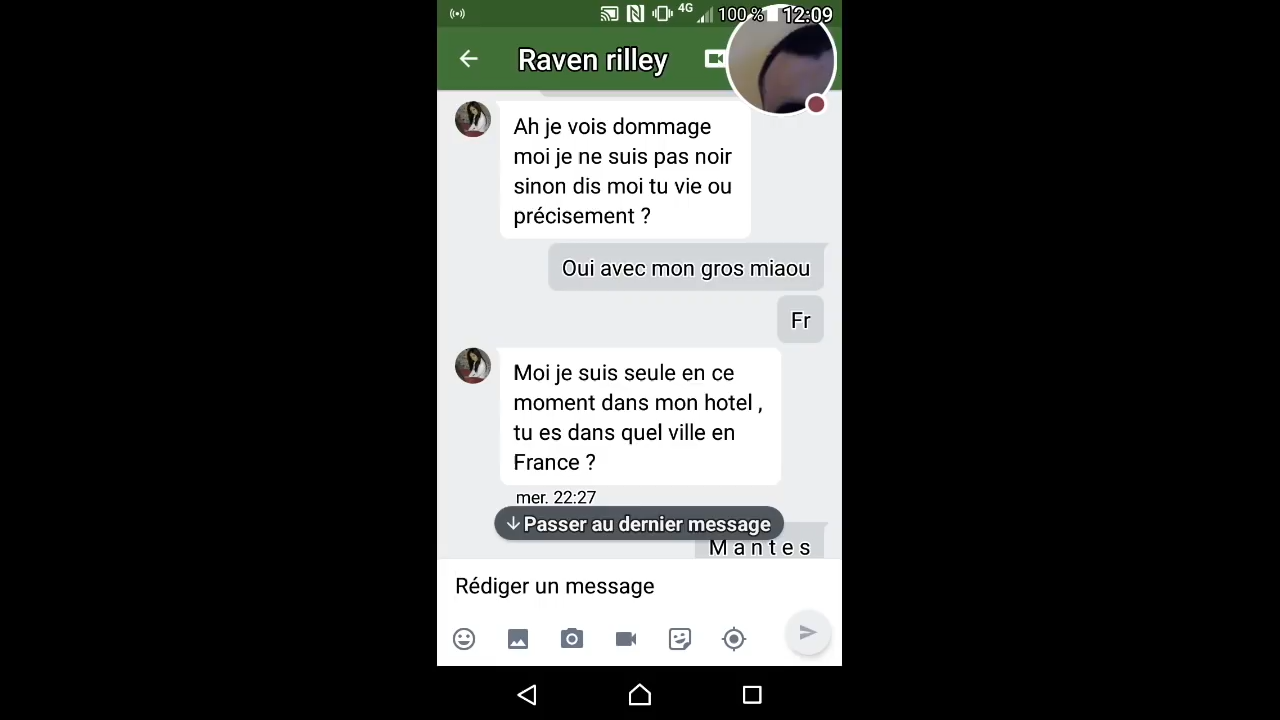 4G 100 % 12:09
Raven rilley
Ah je vois dommage
moi je ne suis pas noir
sinon dis moi tu vie ou
précisement ?
Oui avec mon gros miaou
Fr
Moi je suis seule en ce
moment dans mon hotel ,
tu es dans quel ville en
France ?
mer. 22:27
↓ Passer au dernier message
M a n t e s
Rédiger un message